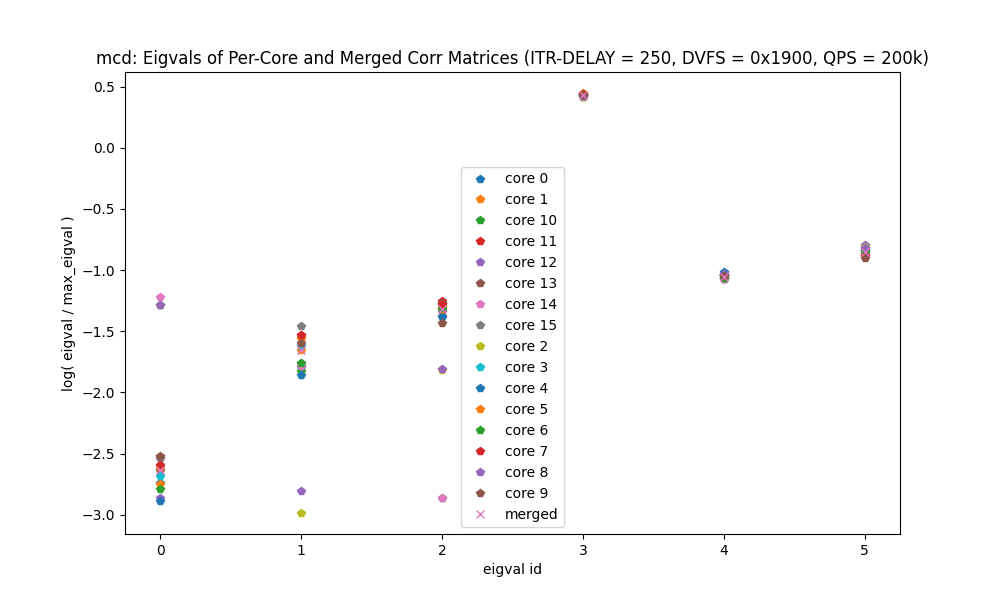 mcd: Eigvals of Per-Core and Merged Corr Matrices (ITR-DELAY = 250, DVFS = 0x1900, QPS = 200k)
0.5
0.0
−0.5
−1.0
−1.5
−2.0
−2.5
−3.0
log( eigval / max_eigval )
core 0
core 1
core 10
core 11
core 12
core 13
core 14
core 15
core 2
core 3
core 4
core 5
core 6
core 7
core 8
core 9
merged
0 1 2 3 4 5
eigval id